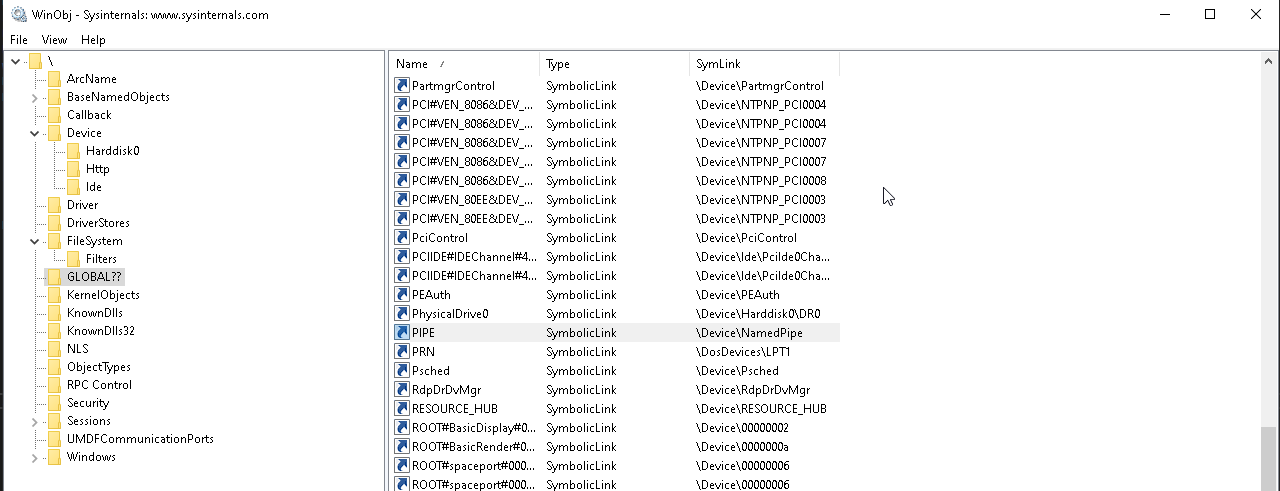 WinObj - Sysinternals: www.sysinternals.com
File View Help
\
ArcName
BaseNamedObjects
Callback
Device
Harddisk0
Http
Ide
Driver
DriverStores
FileSystem
Filters
GLOBAL??
KernelObjects
KnownDlls
KnownDlls32
NLS
ObjectTypes
RPC Control
Security
Sessions
UMDFCommunicationPorts
Windows
Name Type SymLink
PartmgrControl SymbolicLink \Device\PartmgrControl
PCI#VEN_8086&DEV_... SymbolicLink \Device\NTPNP_PCI0004
PCI#VEN_8086&DEV_... SymbolicLink \Device\NTPNP_PCI0004
PCI#VEN_8086&DEV_... SymbolicLink \Device\NTPNP_PCI0007
PCI#VEN_8086&DEV_... SymbolicLink \Device\NTPNP_PCI0007
PCI#VEN_8086&DEV_... SymbolicLink \Device\NTPNP_PCI0008
PCI#VEN_80EE&DEV_... SymbolicLink \Device\NTPNP_PCI0003
PCI#VEN_80EE&DEV_... SymbolicLink \Device\NTPNP_PCI0003
PciControl SymbolicLink \Device\PciControl
PCIIDE#IDEChannel#4... SymbolicLink \Device\Ide\PciIde0Cha...
PCIIDE#IDEChannel#4... SymbolicLink \Device\Ide\PciIde0Cha...
PEAuth SymbolicLink \Device\PEAuth
PhysicalDrive0 SymbolicLink \Device\Harddisk0\DR0
PIPE SymbolicLink \Device\NamedPipe
PRN SymbolicLink \DosDevices\LPT1
Psched SymbolicLink \Device\Psched
RdpDrDvMgr SymbolicLink \Device\RdpDrDvMgr
RESOURCE_HUB SymbolicLink \Device\RESOURCE_HUB
ROOT#BasicDisplay#0... SymbolicLink \Device\00000002
ROOT#BasicRender#0... SymbolicLink \Device\0000000a
ROOT#spaceport#000... SymbolicLink \Device\00000006
ROOT#spaceport#000... SymbolicLink \Device\00000006